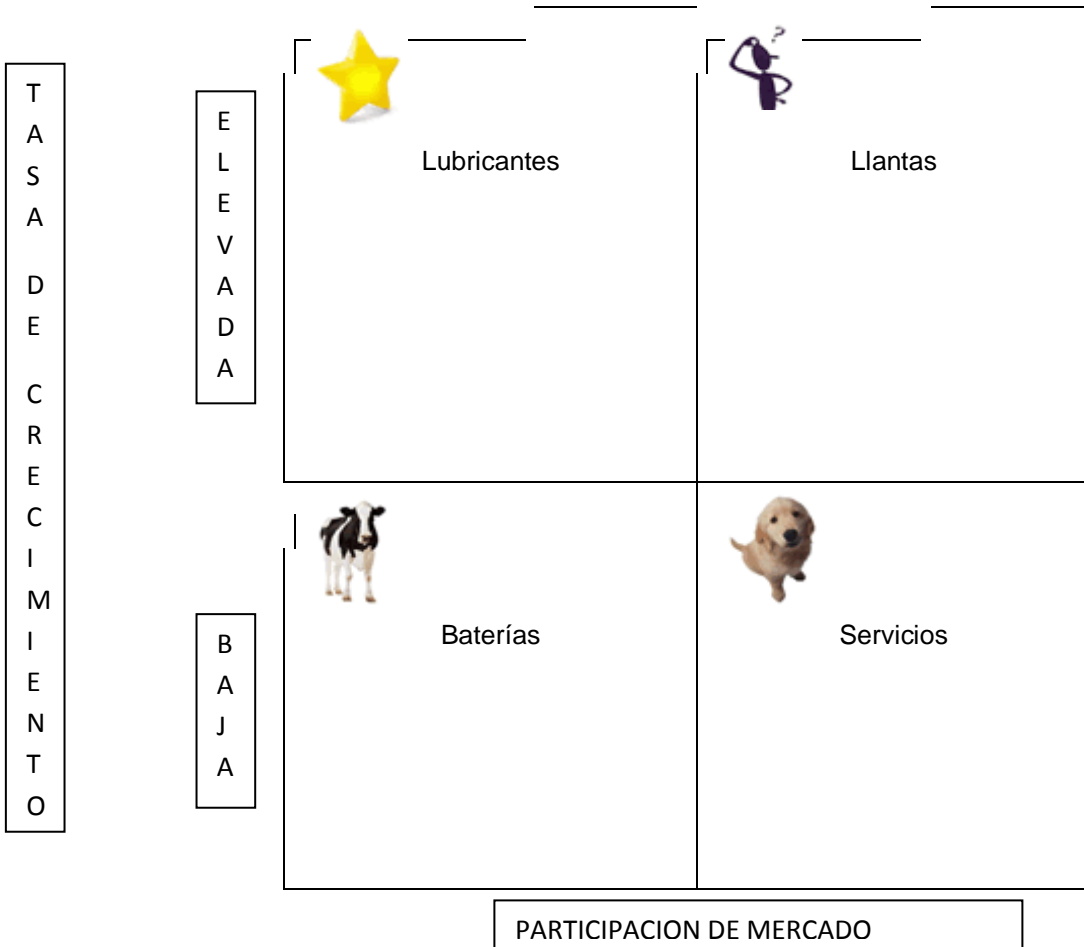 TASA DE CRECIMIENTO
ELEVADA
Lubricantes
Llantas
?
BAJA
Baterías
Servicios
PARTICIPACION DE MERCADO